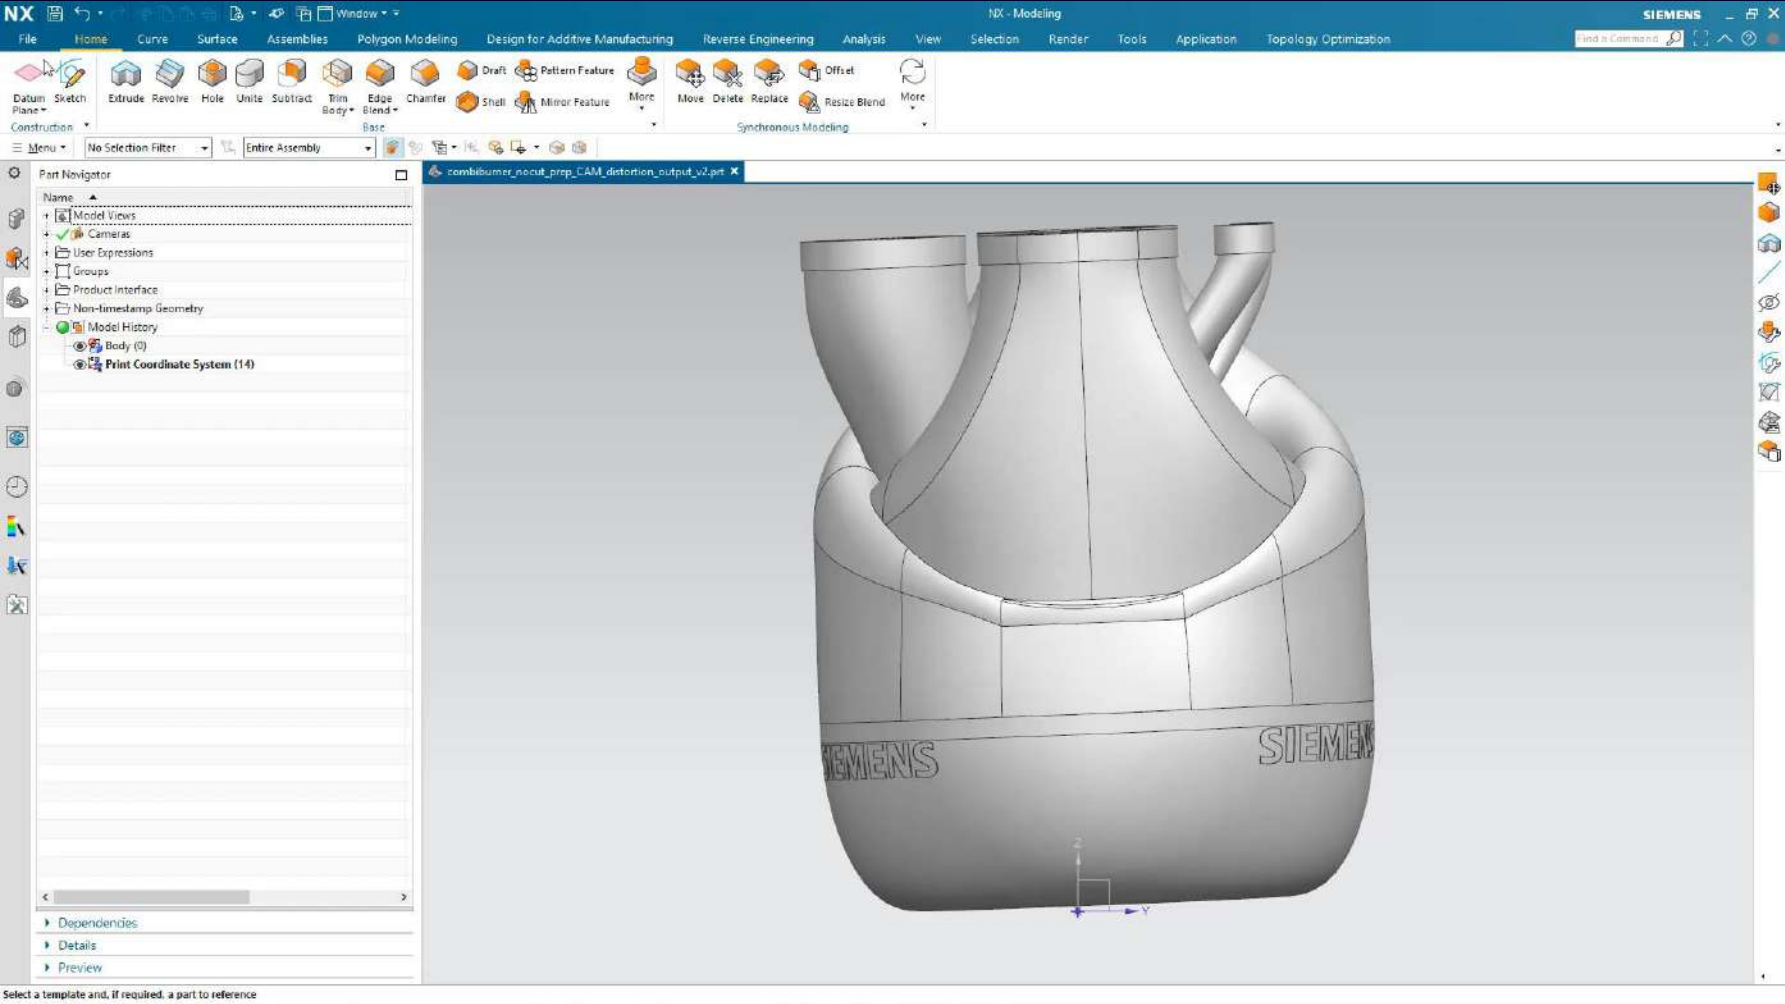 NX
Window
NX - Modeling
SIEMENS
File Home Curve Surface Assemblies Polygon Modeling Design for Additive Manufacturing Reverse Engineering Analysis View Selection Render Tools Application Topology Optimization
Find a Command
Datum Plane
Sketch
Extrude
Revolve
Hole
Unite
Subtract
Trim Body
Edge Blend
Chamfer
Draft
Shell
Pattern Feature
Mirror Feature
More
Move
Delete
Replace
Offset
Resize Blend
More
Construction
Base
Synchronous Modeling
Menu
No Selection Filter
Entire Assembly
Part Navigator
combiburner_nocut_prep_CAM_distortion_output_v2.prt
Name
Model Views
Cameras
User Expressions
Groups
Product Interface
Non-timestamp Geometry
Model History
Body (0)
Print Coordinate System (14)
SIEMENS
SIEMENS
Z
Y
Dependencies
Details
Preview
Select a template and, if required, a part to reference